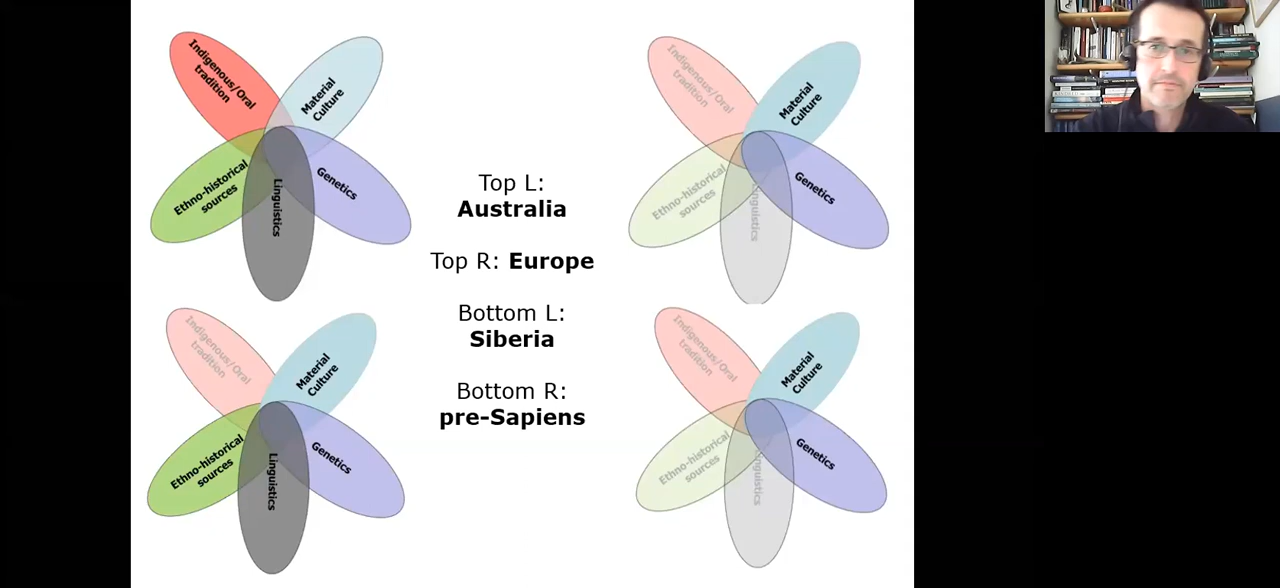 Indigenous/Oral
tradition
Material
Culture
Ethno-historical
sources
Linguistics
Genetics
Indigenous/Oral
tradition
Material
Culture
Ethno-historical
sources
Linguistics
Genetics
Top L:
Australia
Top R: Europe
Bottom L:
Siberia
Bottom R:
pre-Sapiens
Indigenous/Oral
tradition
Material
Culture
Ethno-historical
sources
Linguistics
Genetics
Indigenous/Oral
tradition
Material
Culture
Ethno-historical
sources
Linguistics
Genetics